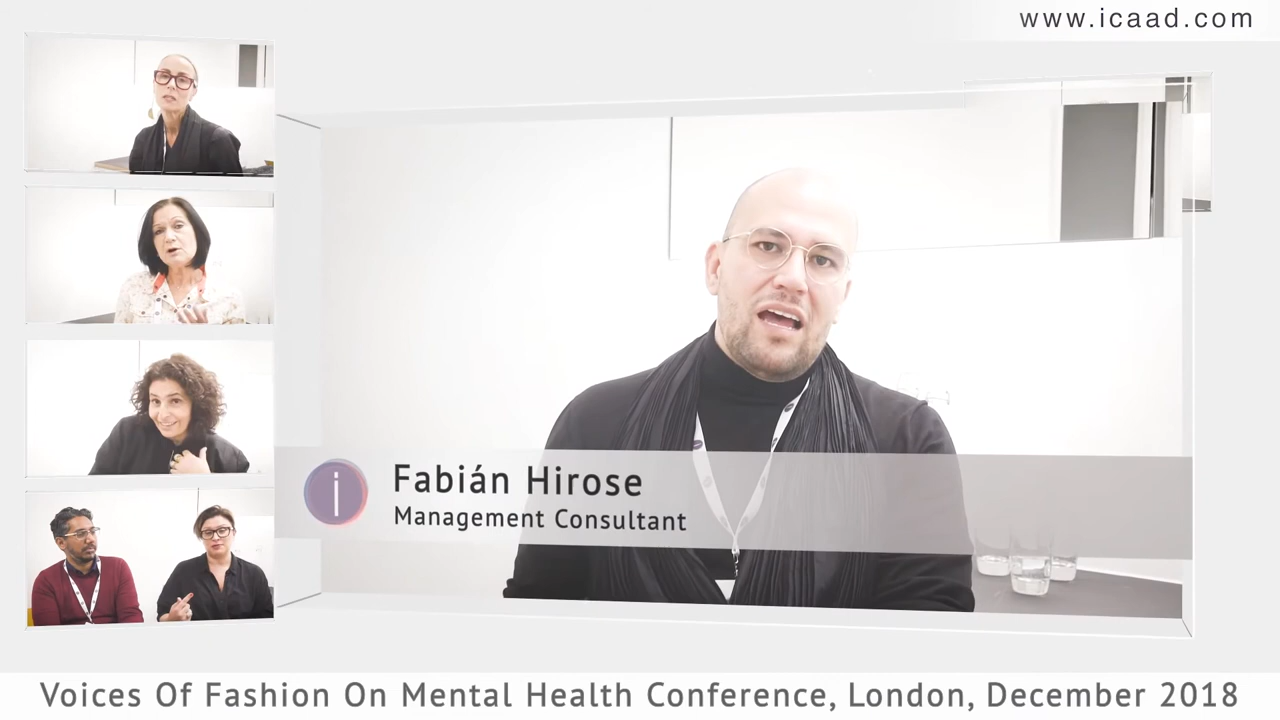 www.icaad.com
i
Fabián Hirose
Management Consultant
Voices Of Fashion On Mental Health Conference, London, December 2018